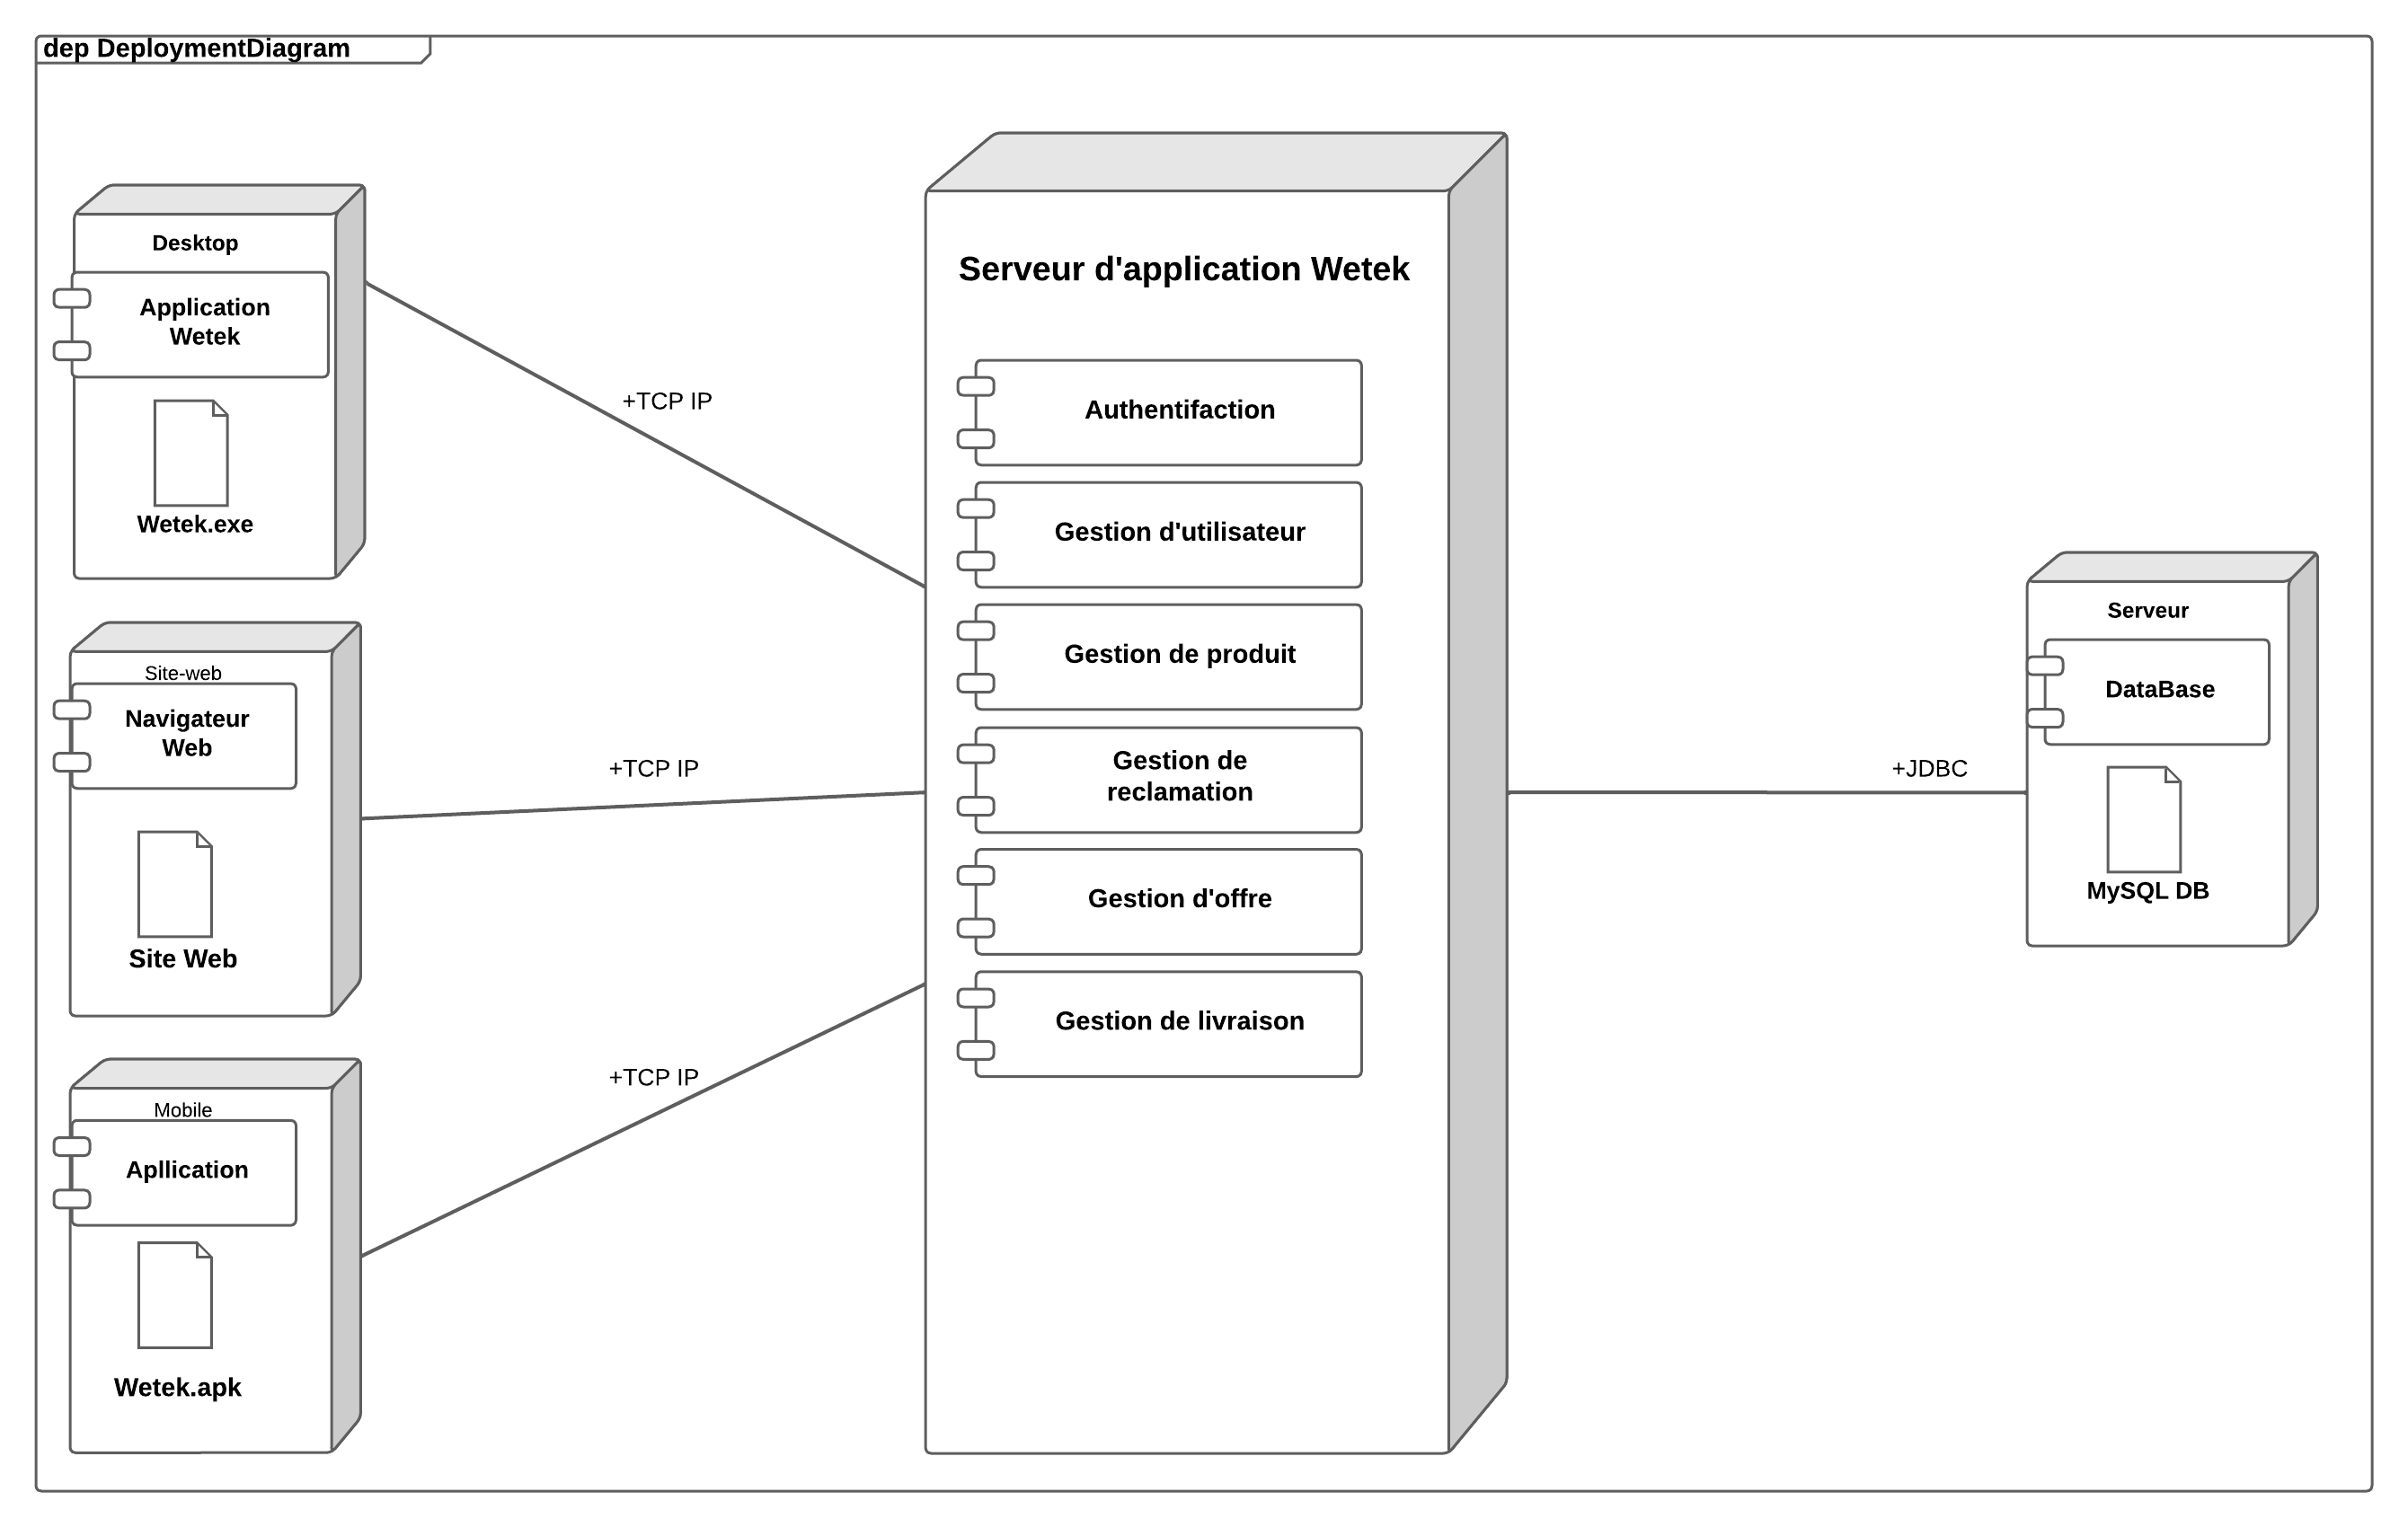 dep DeploymentDiagram
Desktop
Application
Wetek
Wetek.exe
+TCP IP
Site-web
Navigateur
Web
Site Web
+TCP IP
Mobile
Apllication
Wetek.apk
+TCP IP
Serveur d'application Wetek
Authentifaction
Gestion d'utilisateur
Gestion de produit
Gestion de
reclamation
Gestion d'offre
Gestion de livraison
+JDBC
Serveur
DataBase
MySQL DB